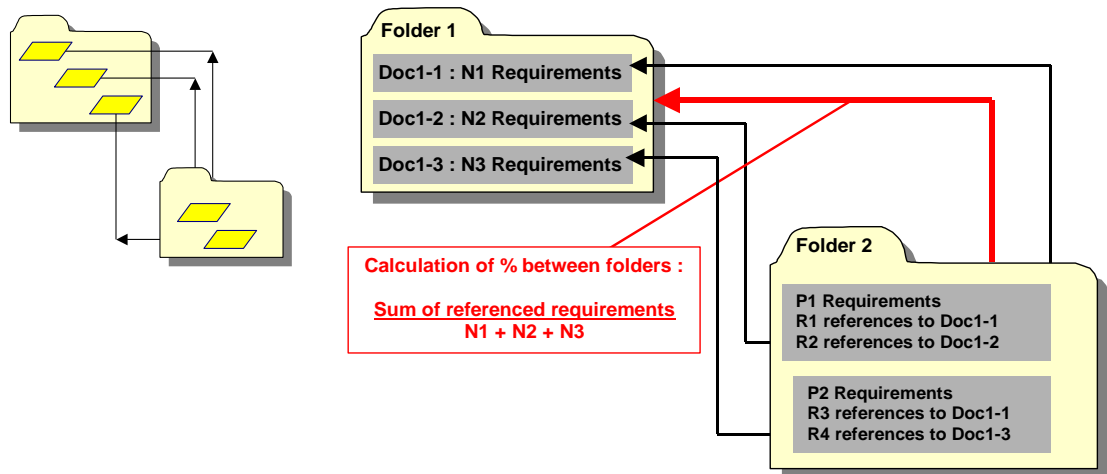 Folder 1
Doc1-1 : N1 Requirements
Doc1-2 : N2 Requirements
Doc1-3 : N3 Requirements
Calculation of % between folders :
Sum of referenced requirements
N1 + N2 + N3
Folder 2
P1 Requirements
R1 references to Doc1-1
R2 references to Doc1-2
P2 Requirements
R3 references to Doc1-1
R4 references to Doc1-3